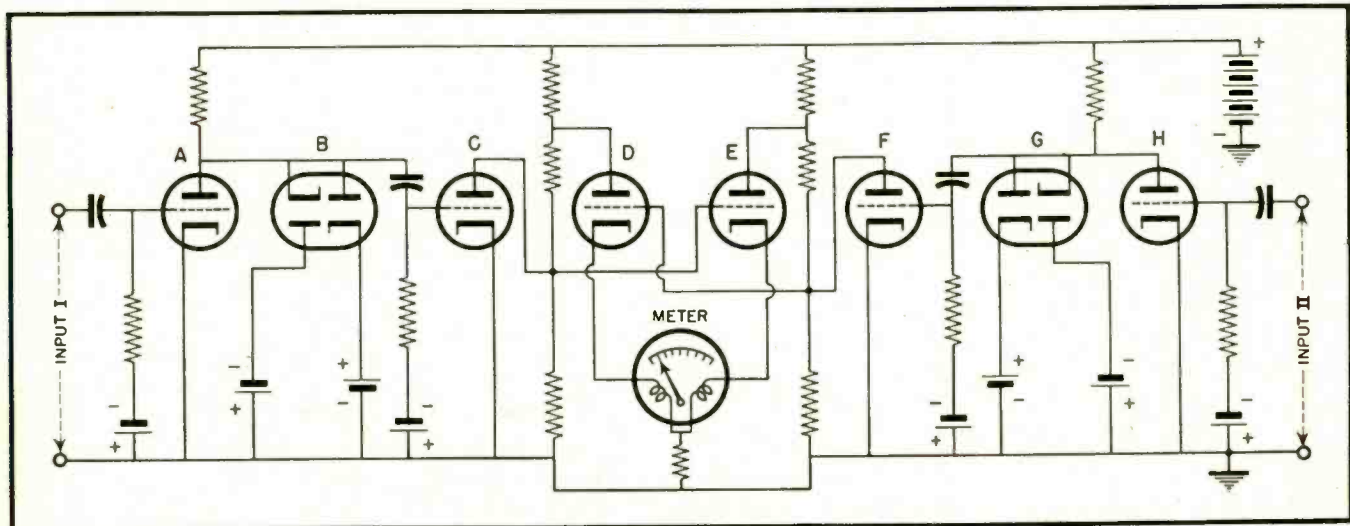 A
B
C
D
E
F
G
H
+
-
INPUT I
INPUT II
METER
-
+
-
+
+
-
-
+
+
-
-
+
-
+
-
+